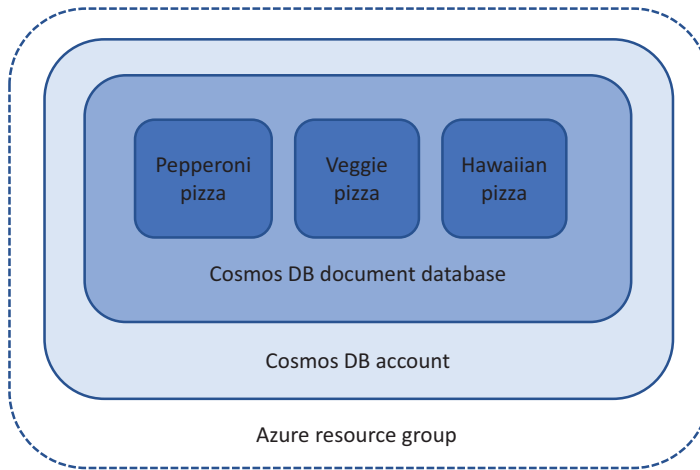 Pepperoni
pizza
Veggie
pizza
Hawaiian
pizza
Cosmos DB document database
Cosmos DB account
Azure resource group